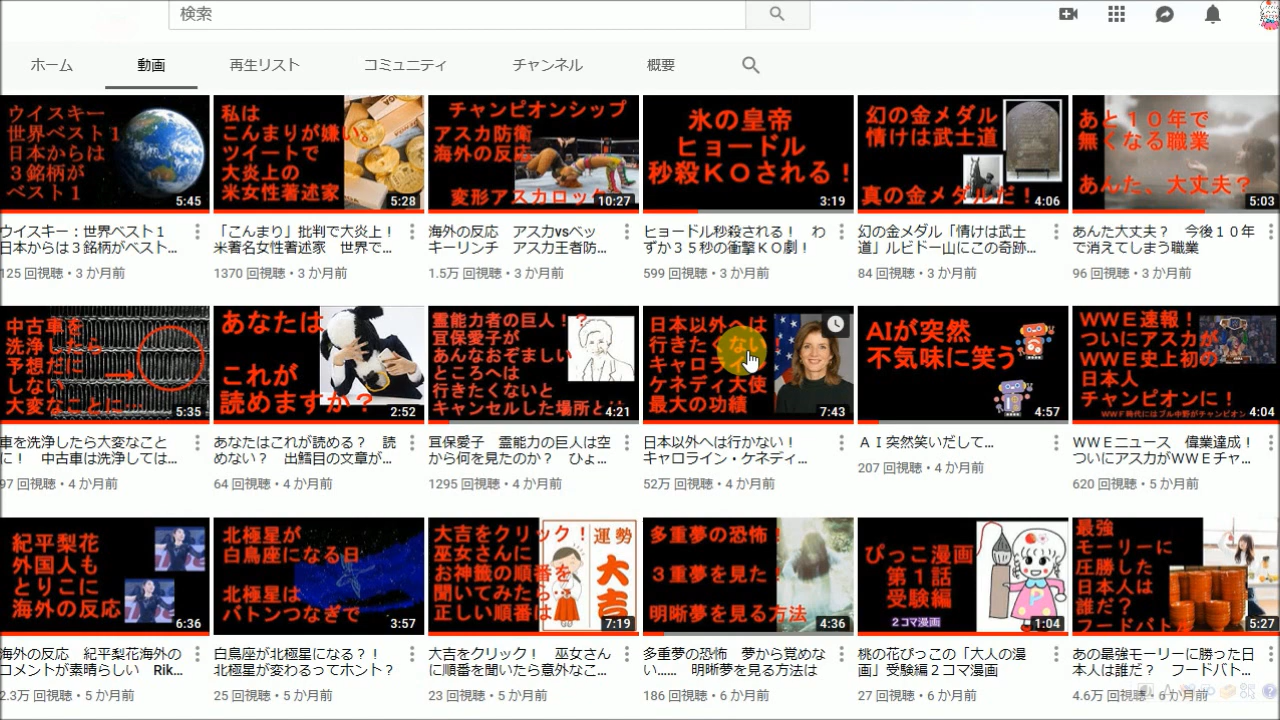 検索
ホーム 動画 再生リスト コミュニティ チャンネル 概要
ウイスキー
世界ベスト１
日本からは
３銘柄が
ベスト１
5:45
私は
こんまりが嫌い。
ツイートで
大炎上の
米女性著述家
5:28
チャンピオンシップ
アスカ防衛
海外の反応
変形アスカロック
10:27
氷の皇帝
ヒョードル
秒殺ＫＯされる！
3:19
幻の金メダル
情けは武士道
真の金メダルだ！
4:06
あと１０年で
無くなる職業
あんた、大丈夫？
5:03
ウイスキー：世界ベスト１
日本からは３銘柄がベスト...
125 回視聴・3 か月前
「こんまり」批判で大炎上！
米著名女性著述家　世界で...
1370 回視聴・3 か月前
海外の反応　アスカvsベッ
キーリンチ　アスカ王者防...
1.5万 回視聴・3 か月前
ヒョードル秒殺される！　わ
ずか３５秒の衝撃ＫＯ劇！
599 回視聴・3 か月前
幻の金メダル「情けは武士
道」ルビドー山にこの奇跡...
84 回視聴・3 か月前
あんた大丈夫？　今後１０年
で消えてしまう職業
96 回視聴・3 か月前
中古車を
洗浄したら
予想だに
しない
大変なことに…
5:35
あなたは
これが
読めますか？
2:52
霊能力者の巨人！？
宜保愛子が
あんなおぞましい
ところへは
行きたくないと
キャンセルした場所とは
4:21
日本以外へは
行きたくない
キャロライン
ケネディ大使
最大の功績
7:43
AIが突然
不気味に笑う
4:57
ＷＷＥ速報！
ついにアスカが
ＷＷＥ史上初の
日本人
チャンピオンに！
ＷＷＦ時代にはブル中野がチャンピオン
4:04
車を洗浄したら大変なこと
に！　中古車は洗浄しては...
97 回視聴・4 か月前
あなたはこれが読める？　読
めない？　出鱈目の文章が...
64 回視聴・4 か月前
宜保愛子　霊能力の巨人は空
から何を見たのか？　ひょ...
1295 回視聴・4 か月前
日本以外へは行かない！
キャロライン・ケネディ...
52万 回視聴・4 か月前
ＡＩ突然笑いだして...
207 回視聴・4 か月前
ＷＷＥニュース　偉業達成！
ついにアスカがＷＷＥチャ...
620 回視聴・5 か月前
紀平梨花
外国人も
とりこに
海外の反応
6:36
北極星が
白鳥座になる日
北極星は
バトンつなぎで
3:57
大吉をクリック！
巫女さんに
お神籤の順番を
聞いてみたら
正しい順番は
運勢
大吉
7:19
多重夢の恐怖！
３重夢を見た！
明晰夢を見る方法
4:36
ぴっこ漫画
第１話
受験編
２コマ漫画
P
1:04
最強
モーリーに
圧勝した
日本人は
誰だ？
フードバトル
5:27
海外の反応　紀平梨花海外の
コメントが素晴らしい　Rik...
2.3万 回視聴・5 か月前
白鳥座が北極星になる？！
北極星が変わるってホント？
25 回視聴・5 か月前
大吉をクリック！　巫女さん
に順番を聞いたら意外なこ...
23 回視聴・5 か月前
多重夢の恐怖　夢から覚めな
い......　明晰夢を見る方法は
186 回視聴・6 か月前
桃の花ぴっこの「大人の漫
画」受験編２コマ漫画
27 回視聴・6 か月前
あの最強モーリーに勝った日
本人は誰だ？　フードバト...
4.6万 回視聴・6 か月前